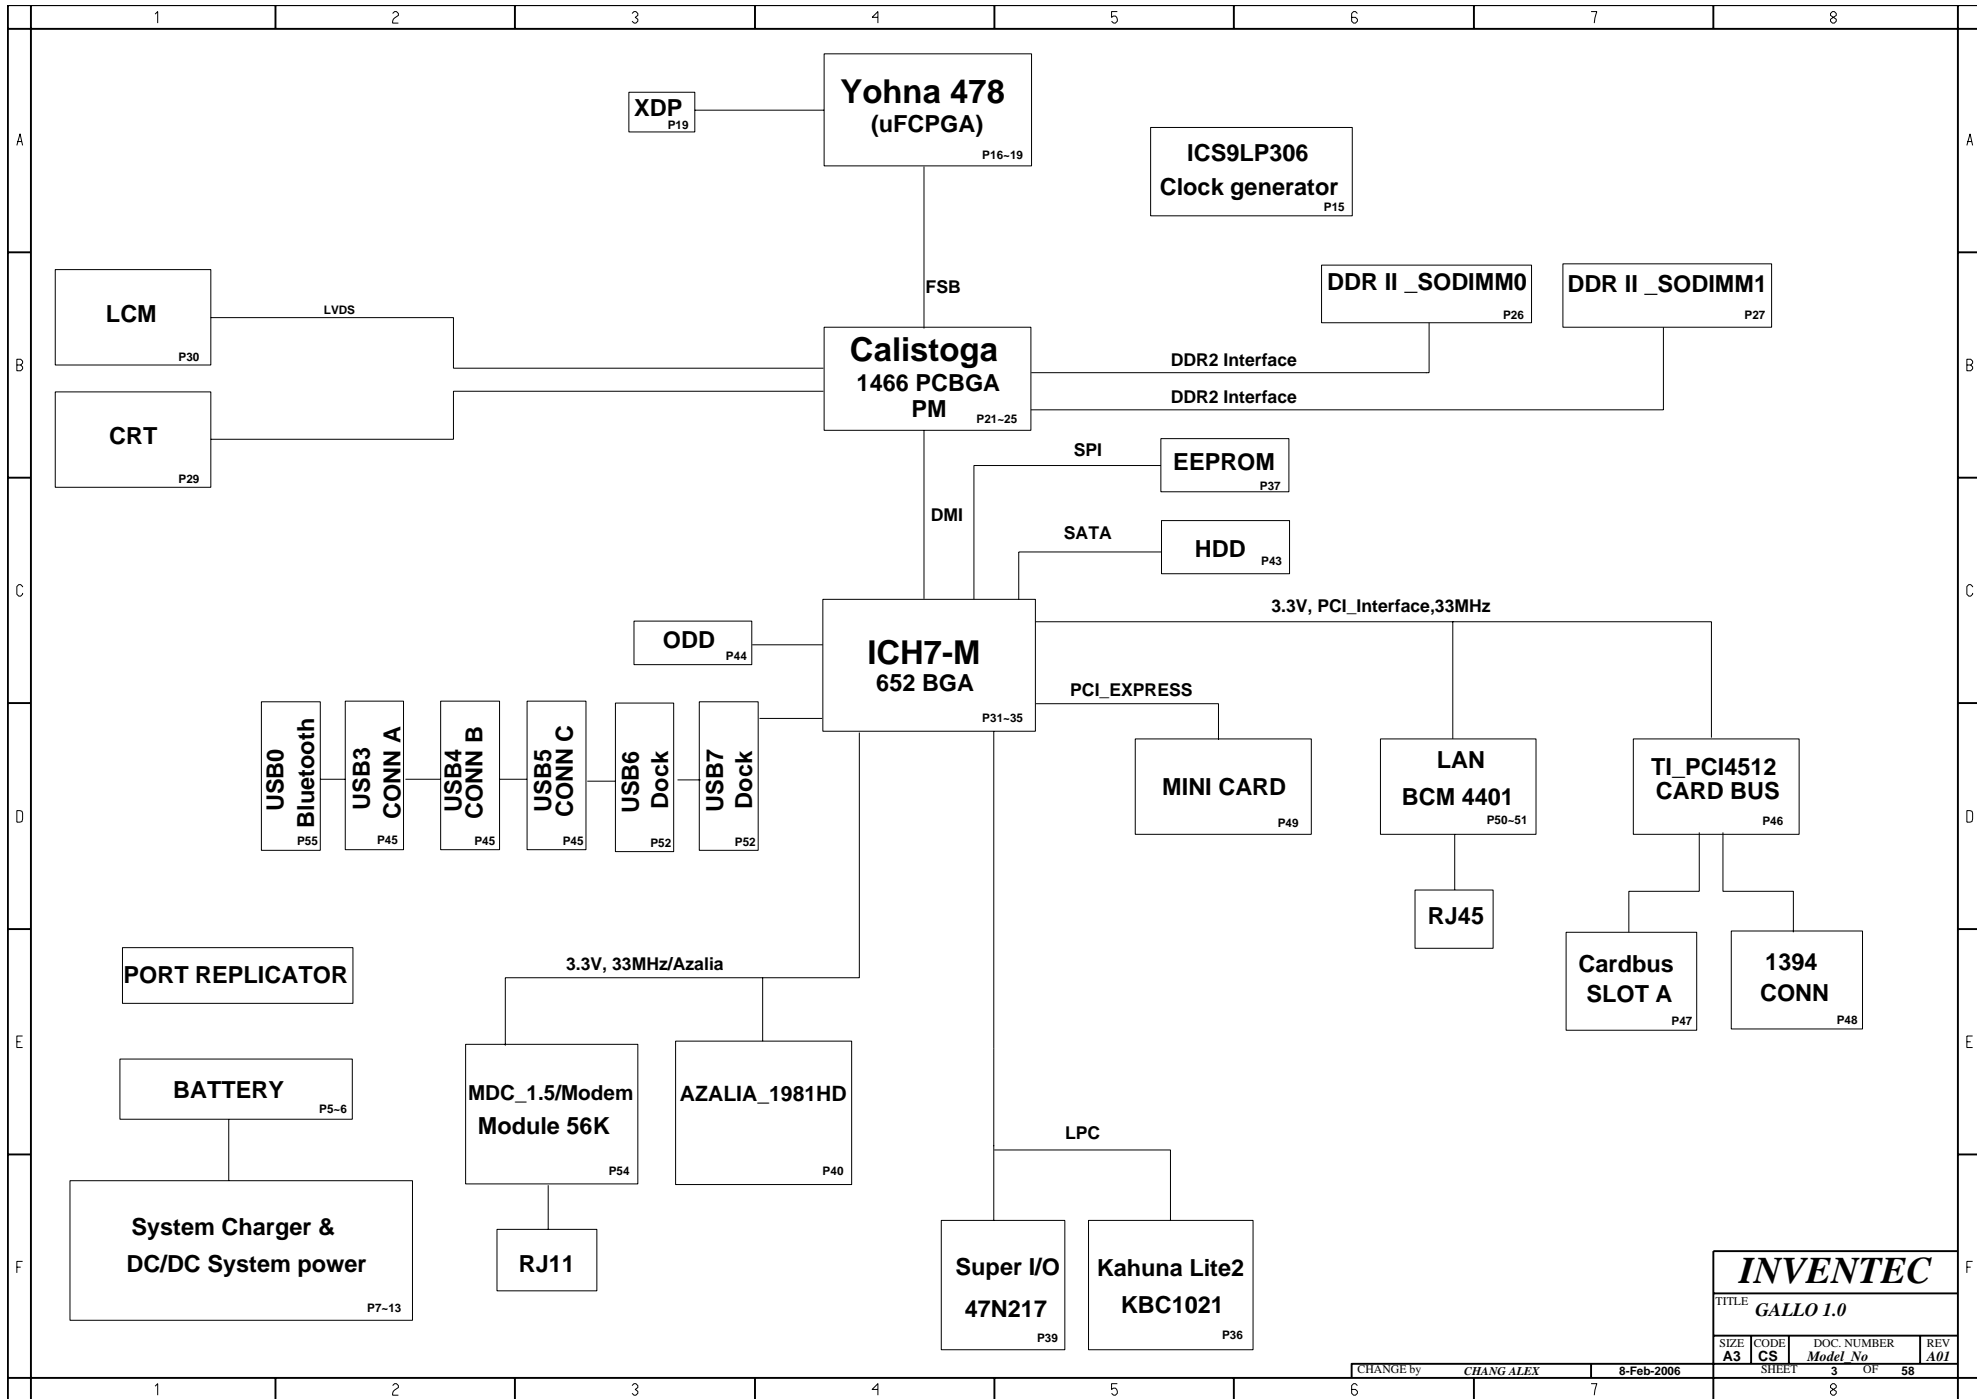 1 2 3 4 5 6 7 8
A
B
C
D
E
F
A
B
C
D
E
F
XDP
P19
Yohna 478
(uFCPGA)
P16~19
ICS9LP306
Clock generator
P15
FSB
LCM
P30
LVDS
CRT
P29
Calistoga
1466 PCBGA
PM
P21~25
DDR II _SODIMM0
P26
DDR II _SODIMM1
P27
DDR2 Interface
DDR2 Interface
SPI
EEPROM
P37
DMI
SATA
HDD
P43
ODD
P44
ICH7-M
652 BGA
P31~35
3.3V, PCI_Interface,33MHz
PCI_EXPRESS
USB0
Bluetooth
P55
USB3
CONN A
P45
USB4
CONN B
P45
USB5
CONN C
P45
USB6
Dock
P52
USB7
Dock
P52
MINI CARD
P49
LAN
BCM 4401
P50~51
TI_PCI4512
CARD BUS
P46
RJ45
Cardbus
SLOT A
P47
1394
CONN
P48
PORT REPLICATOR
3.3V, 33MHz/Azalia
BATTERY
P5~6
MDC_1.5/Modem
Module 56K
P54
AZALIA_1981HD
P40
LPC
System Charger &
DC/DC System power
P7~13
RJ11
Super I/O
47N217
P39
Kahuna Lite2
KBC1021
P36
INVENTEC
TITLE GALLO 1.0
SIZE CODE DOC. NUMBER REV
A3 CS Model_No A01
CHANGE by CHANG ALEX 8-Feb-2006 SHEET 3 OF 58
1 2 3 4 5 6 7 8